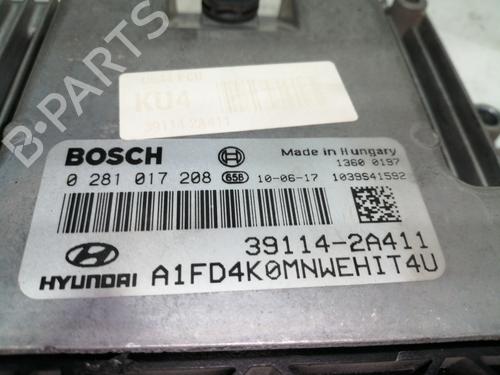 B-PARTS
KU4
39114-2A411
BOSCH
Made in Hungary
1360 0197
0 281 017 208 658 10-06-17 1039S41592
39114-2A411
HYUNDAI A1FD4K0MNWEHIT4U